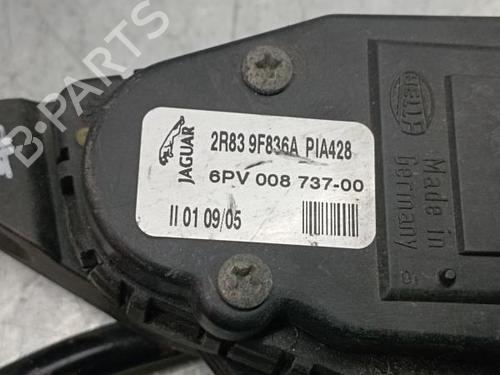 B-PARTS
JAGUAR
2R83 9F836A PIA428
6PV 008 737-00
II 01 09/05
HELLA
Made in
Germany